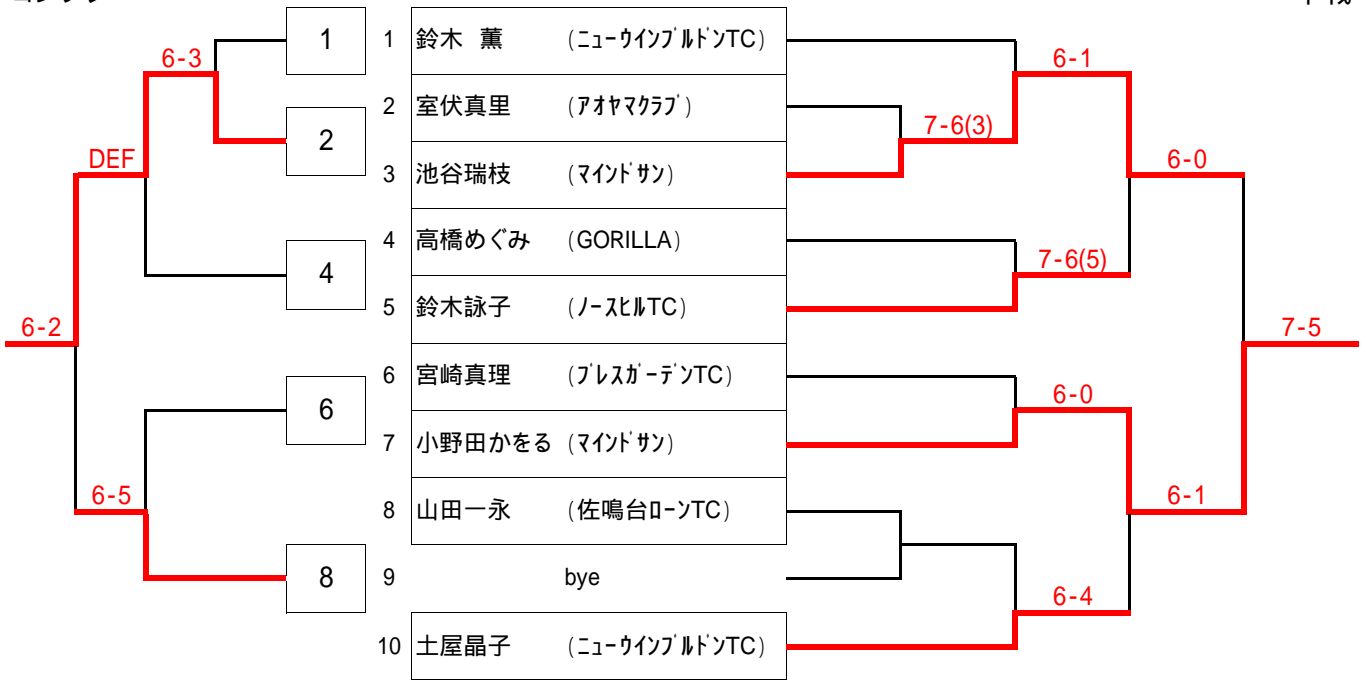 6-3
DEF
6-2
6-5
1
2
4
6
8
1 鈴木 薫 (ﾆｭｰｳｲﾝﾌﾞﾙﾄﾞﾝTC)
2 室伏真里 (ｱｵﾔﾏｸﾗﾌﾞ)
3 池谷瑞枝 (ﾏｲﾝﾄﾞｻﾝ)
4 高橋めぐみ (GORILLA)
5 鈴木詠子 (ﾉｰｽﾋﾙTC)
6 宮崎真理 (ﾌﾟﾚｽｶﾞｰﾃﾞﾝTC)
7 小野田かをる (ﾏｲﾝﾄﾞｻﾝ)
8 山田一永 (佐鳴台ﾛｰﾝTC)
9 bye
10 土屋晶子 (ﾆｭｰｳｲﾝﾌﾞﾙﾄﾞﾝTC)
6-1
7-6(3)
6-0
7-6(5)
7-5
6-0
6-1
6-4